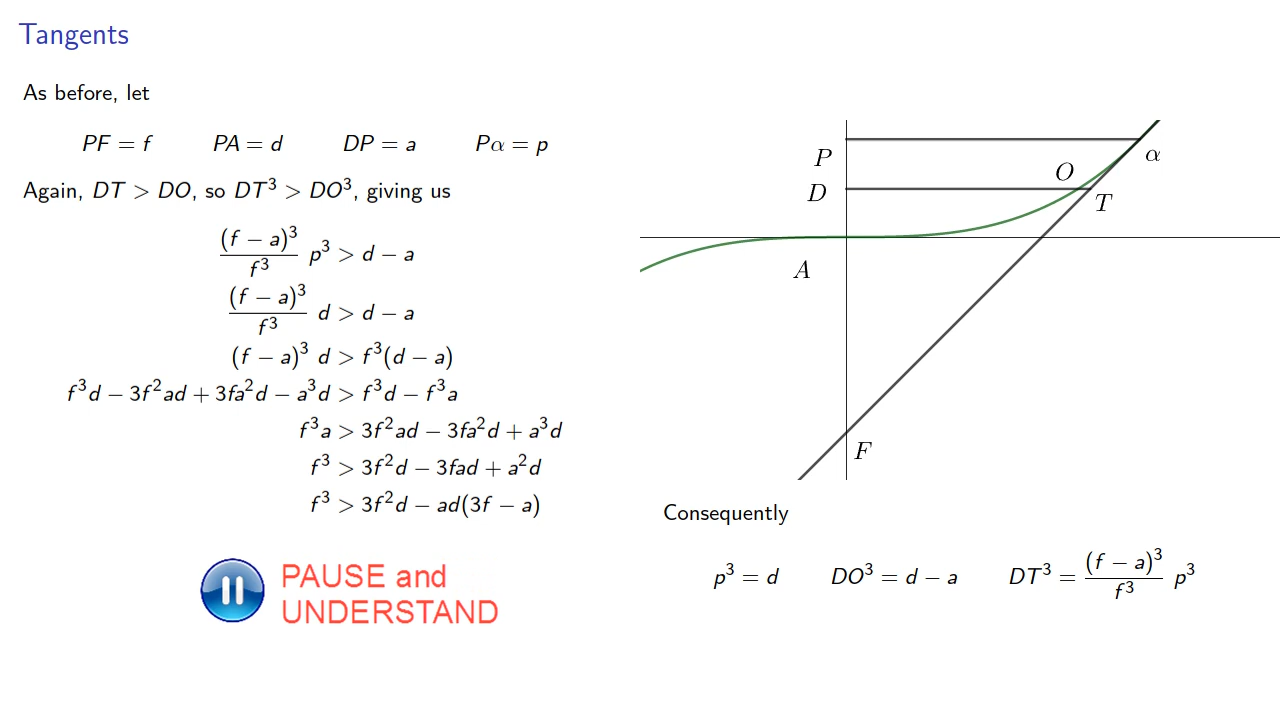 Tangents
As before, let
PF = f PA = d DP = a Pα = p
Again, DT > DO, so DT³ > DO³, giving us
(f − a)³/f³ p³ > d − a
(f − a)³/f³ d > d − a
(f − a)³ d > f³(d − a)
f³d − 3f²ad + 3fa²d − a³d > f³d − f³a
f³a > 3f²ad − 3fa²d + a³d
f³ > 3f²d − 3fad + a²d
f³ > 3f²d − ad(3f − a)
PAUSE and
UNDERSTAND
P
α
O
D
T
A
F
Consequently
p³ = d DO³ = d − a DT³ = (f − a)³/f³ p³